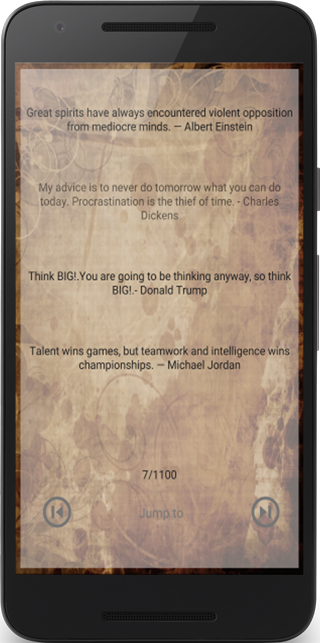 Great spirits have always encountered violent opposition
from mediocre minds. — Albert Einstein
My advice is to never do tomorrow what you can do
today. Procrastination is the thief of time. - Charles
Dickens
Think BIG!.You are going to be thinking anyway, so think
BIG!.- Donald Trump
Talent wins games, but teamwork and intelligence wins
championships. — Michael Jordan
7/1100
Jump to